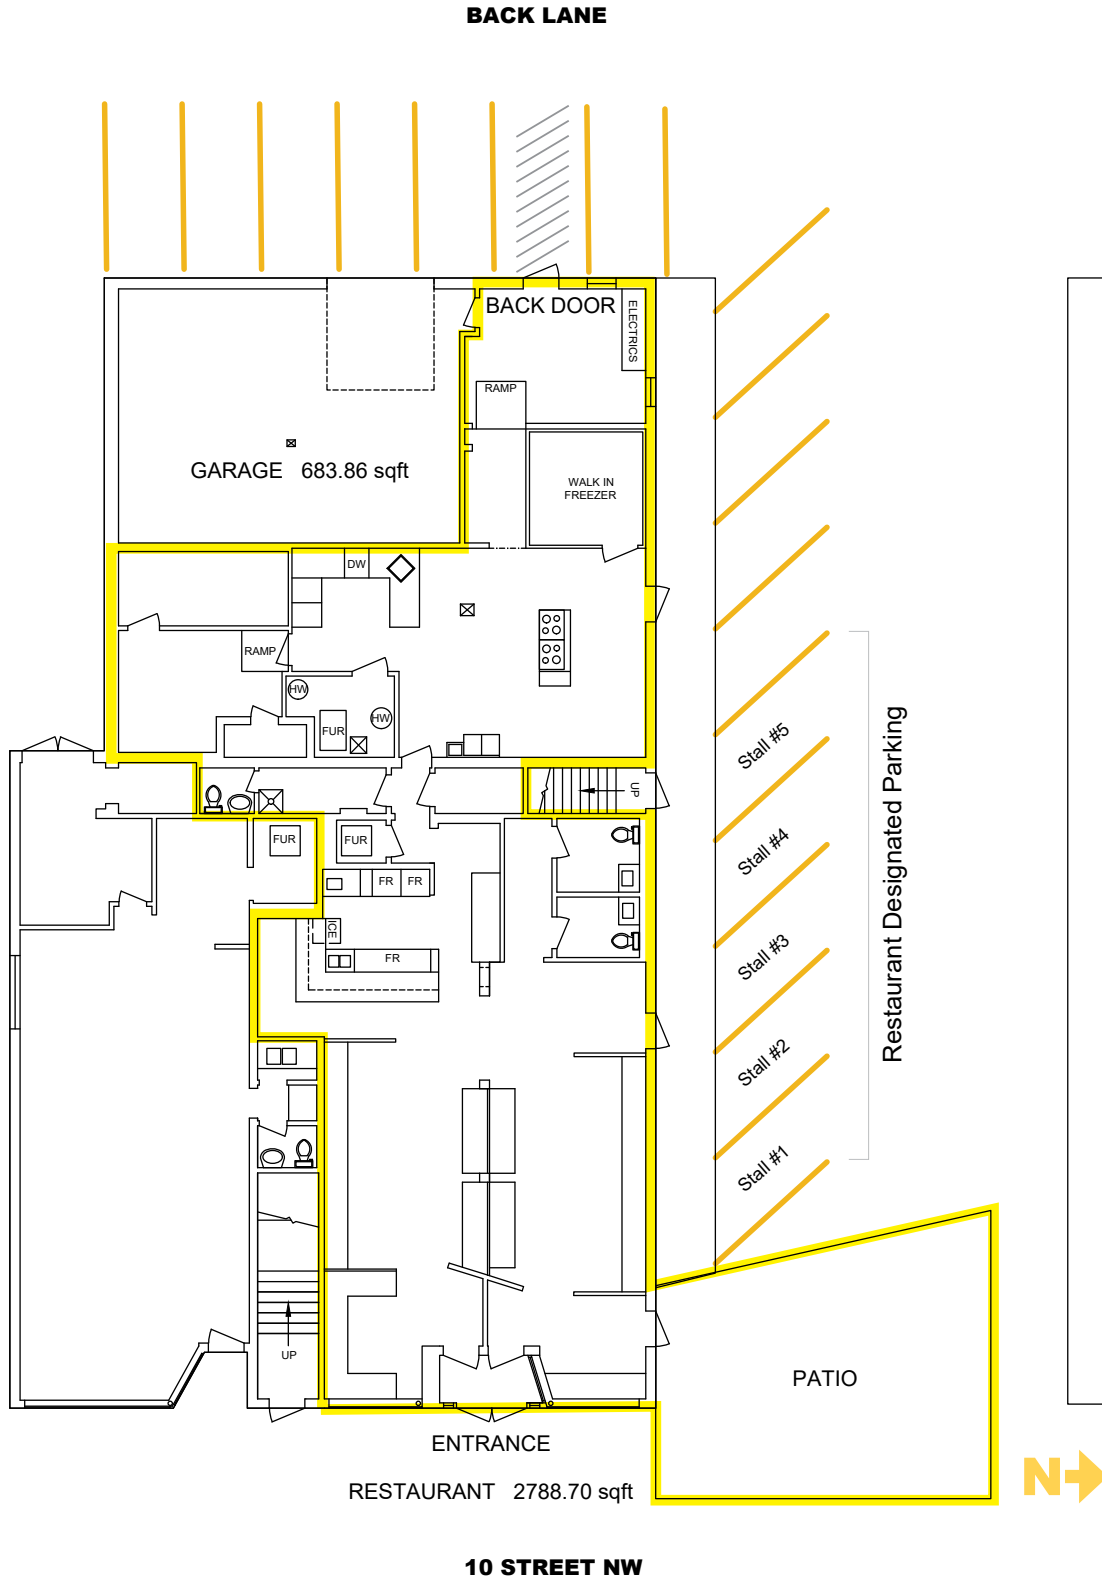 BACK LANE
BACK DOOR
ELECTRICS
RAMP
GARAGE 683.86 sqft
WALK IN
FREEZER
DW
RAMP
HW
HW
FUR
UP
Stall #5
Restaurant Designated Parking
FUR
FUR
Stall #4
FR
FR
ICE
FR
Stall #3
Stall #2
Stall #1
UP
PATIO
ENTRANCE
N
RESTAURANT 2788.70 sqft
10 STREET NW